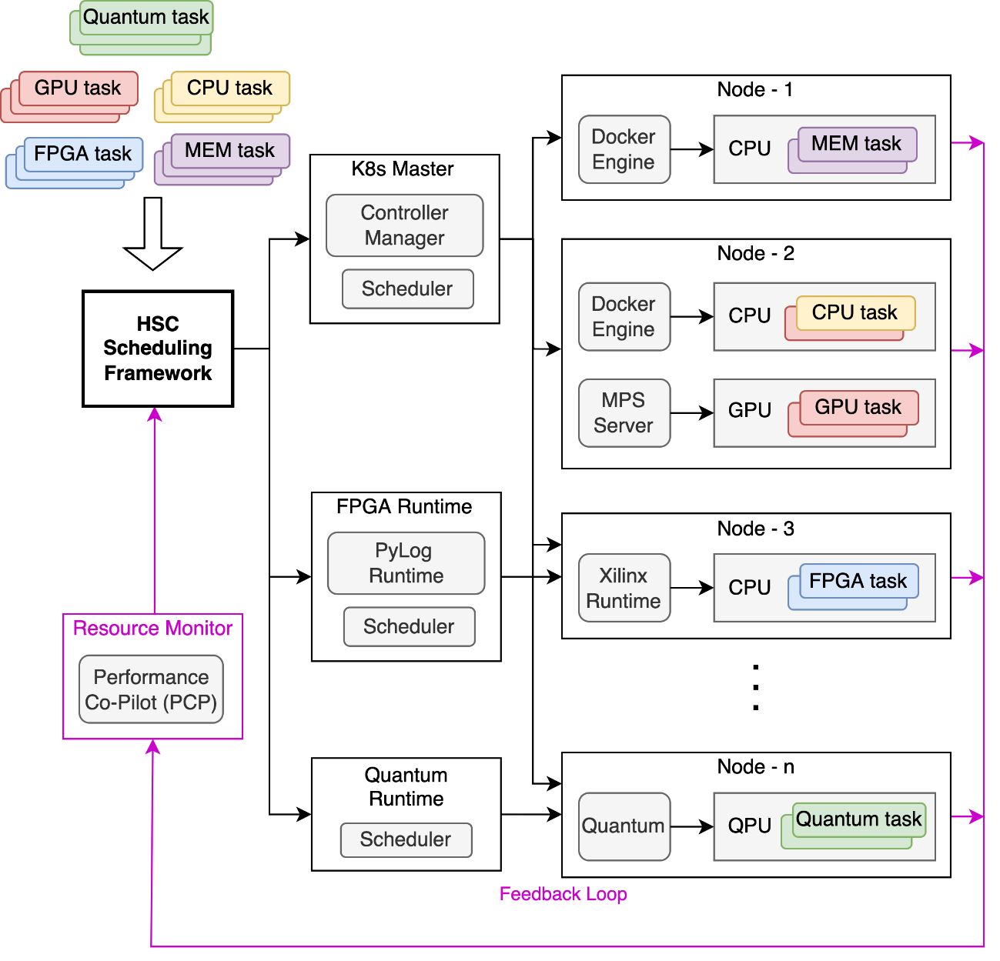 Quantum task
GPU task
CPU task
FPGA task
MEM task
HSC
Scheduling
Framework
Resource Monitor
Performance
Co-Pilot (PCP)
K8s Master
Controller
Manager
Scheduler
FPGA Runtime
PyLog
Runtime
Scheduler
Quantum
Runtime
Scheduler
Node - 1
Docker
Engine
CPU
MEM task
Node - 2
Docker
Engine
CPU
CPU task
MPS
Server
GPU
GPU task
Node - 3
Xilinx
Runtime
CPU
FPGA task
Node - n
Quantum
QPU
Quantum task
Feedback Loop